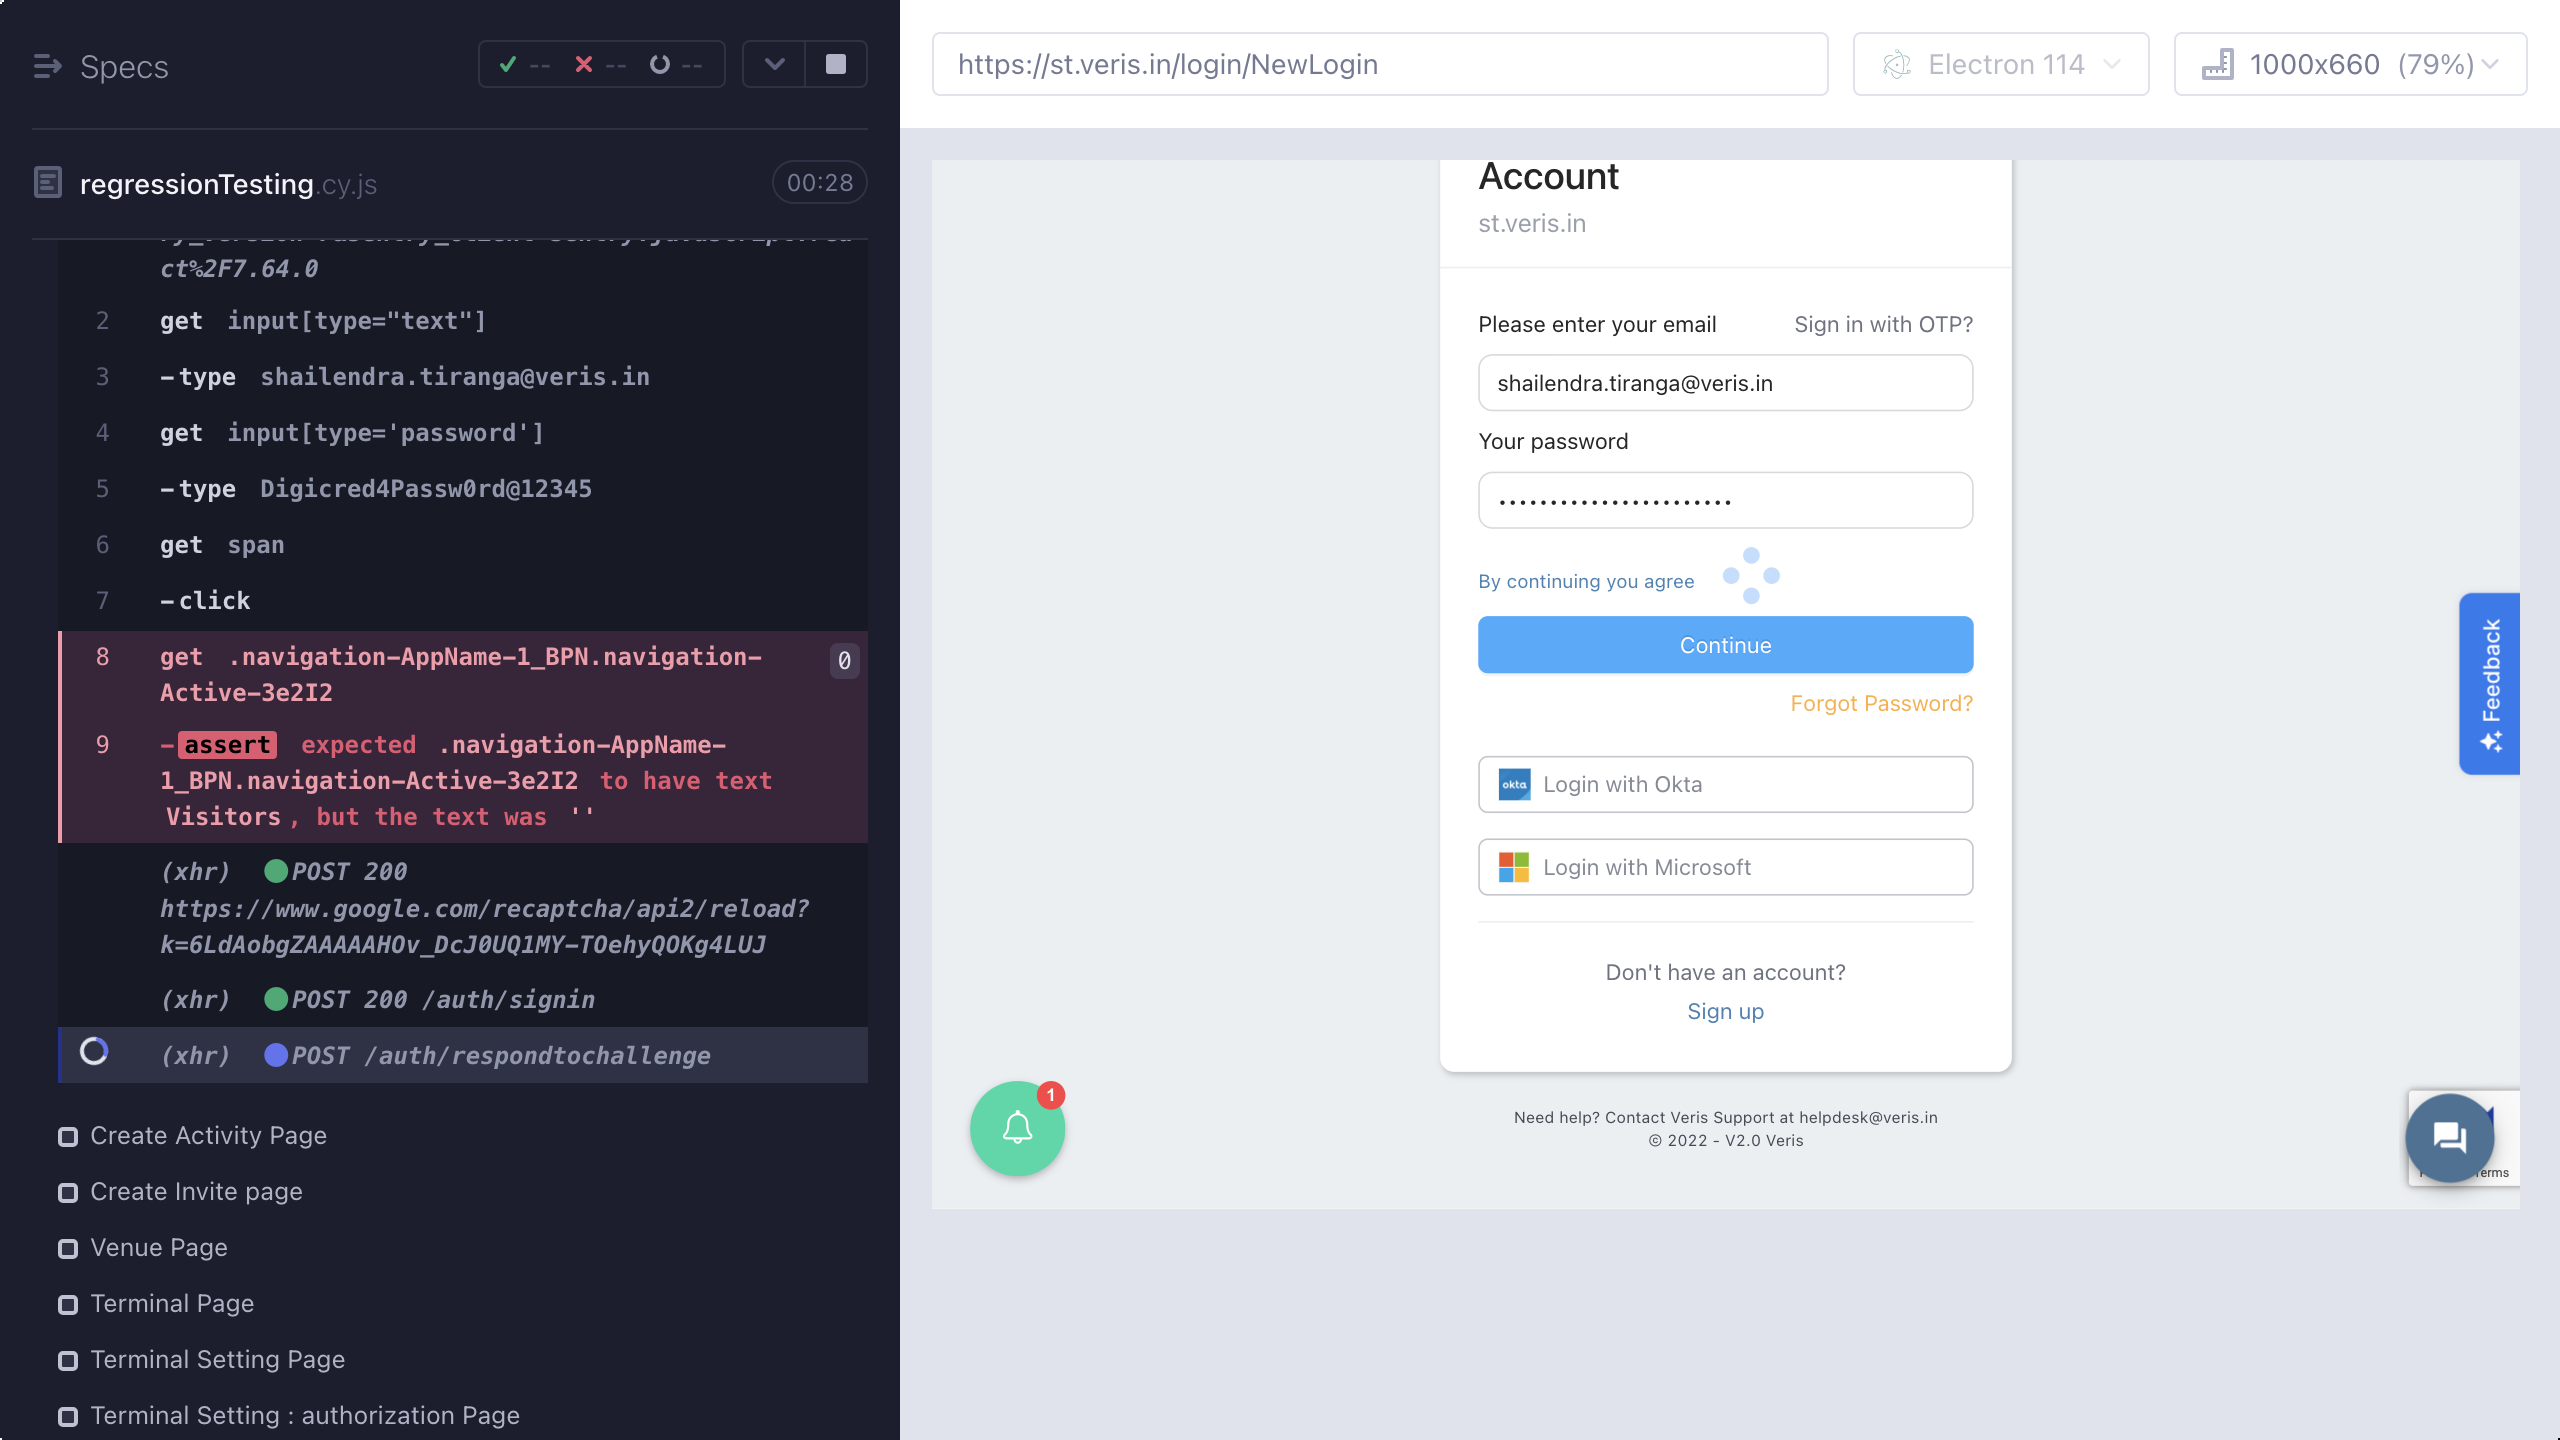 Specs
-- -- --
regressionTesting.cy.js
00:28
ct%2F7.64.0
2 get input[type="text"]
3 -type shailendra.tiranga@veris.in
4 get input[type='password']
5 -type Digicred4Passw0rd@12345
6 get span
7 -click
8 get .navigation-AppName-1_BPN.navigation-
Active-3e2I2
0
9 -assert expected .navigation-AppName-
1_BPN.navigation-Active-3e2I2 to have text
Visitors, but the text was ''
(xhr) POST 200
https://www.google.com/recaptcha/api2/reload?
k=6LdAobgZAAAAAHOv_DcJ0UQ1MY-TOehyQOKg4LUJ
(xhr) POST 200 /auth/signin
(xhr) POST /auth/respondtochallenge
Create Activity Page
Create Invite page
Venue Page
Terminal Page
Terminal Setting Page
Terminal Setting : authorization Page
https://st.veris.in/login/NewLogin
Electron 114
1000x660 (79%)
Account
st.veris.in
Please enter your email
Sign in with OTP?
shailendra.tiranga@veris.in
Your password
By continuing you agree
Continue
Forgot Password?
okta Login with Okta
Login with Microsoft
Don't have an account?
Sign up
Need help? Contact Veris Support at helpdesk@veris.in
© 2022 - V2.0 Veris
Feedback
1